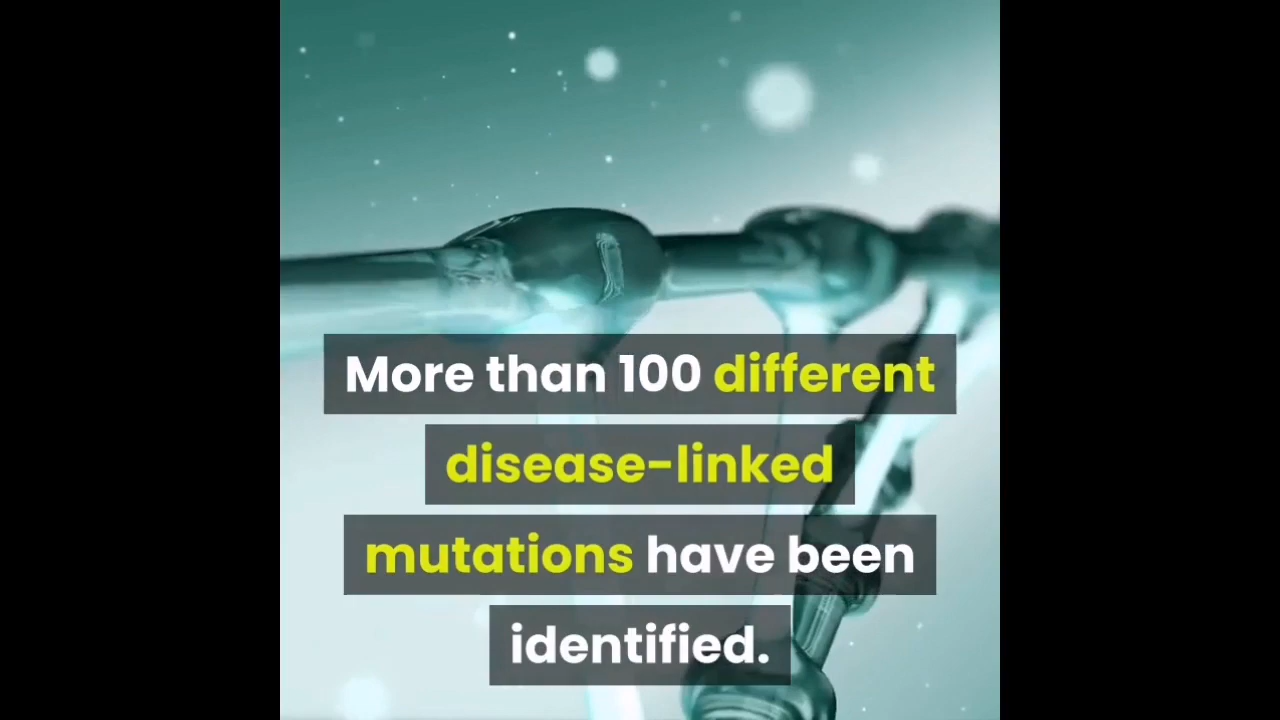 More than 100 different
disease-linked
mutations have been
identified.